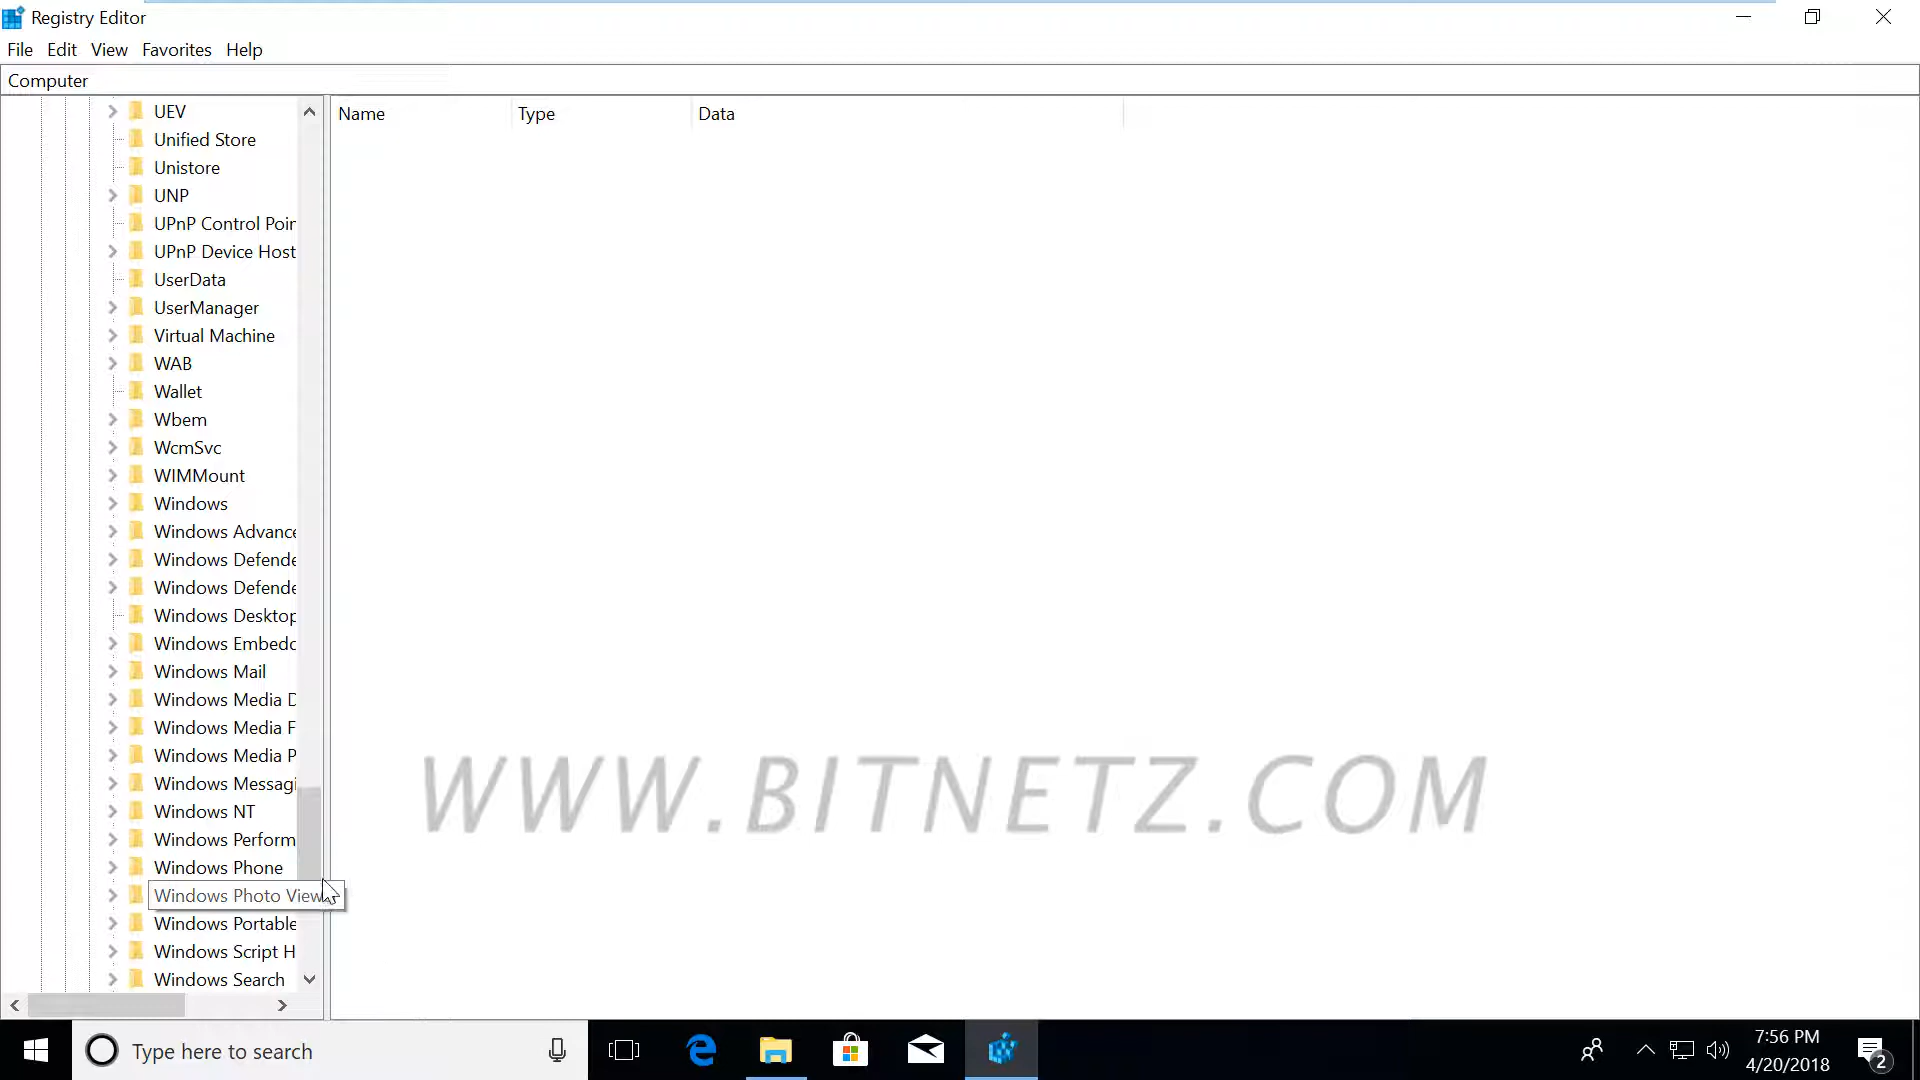 Registry Editor
File Edit View Favorites Help
Computer
Name Type Data
UEV
Unified Store
Unistore
UNP
UPnP Control Poin
UPnP Device Host
UserData
UserManager
Virtual Machine
WAB
Wallet
Wbem
WcmSvc
WIMMount
Windows
Windows Advance
Windows Defende
Windows Defende
Windows Desktop
Windows Embedd
Windows Mail
Windows Media D
Windows Media F
Windows Media P
Windows Messagi
Windows NT
Windows Perform
Windows Phone
Windows Photo View
Windows Portable
Windows Script H
Windows Search
WWW.BITNETZ.COM
Type here to search
7:56 PM
4/20/2018
2